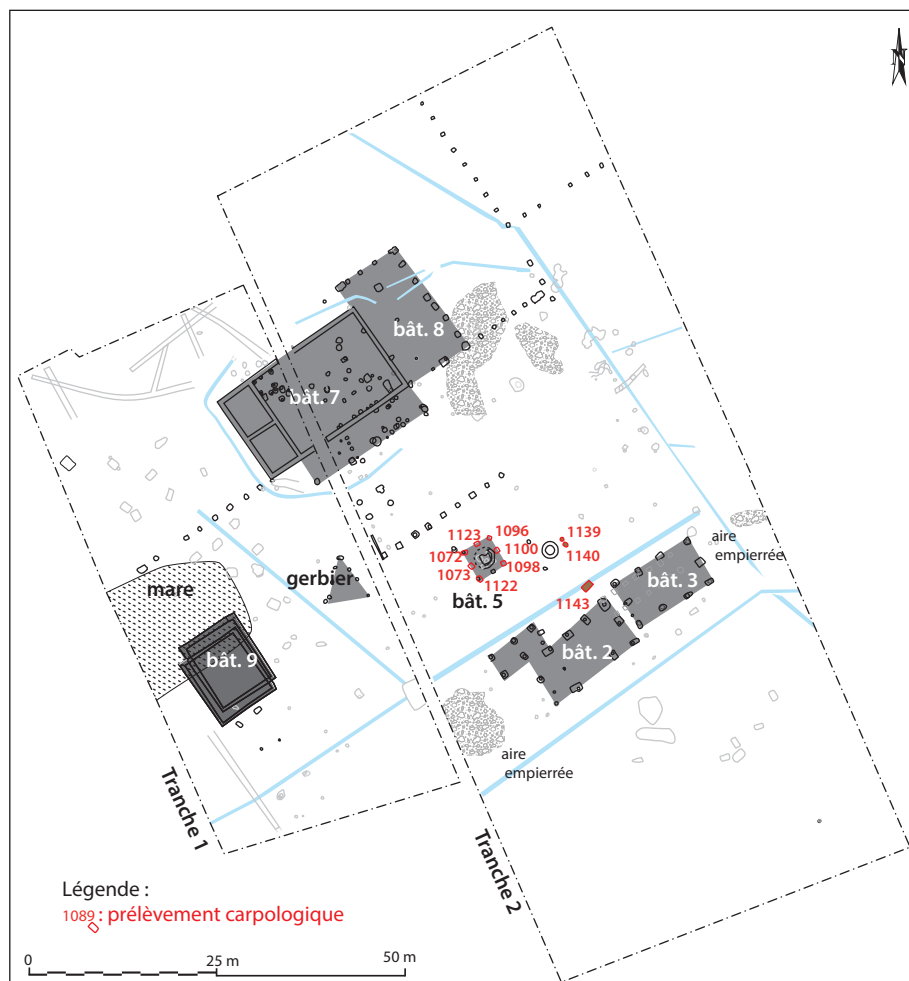 N
bât. 8
bât. 7
1123
1096
1139
1072
1100
1140
aire
empierrée
1073
1098
mare
gerbier
1122
1143
bât. 3
bât. 5
bât. 9
bât. 2
aire
empierrée
Tranche 1
Tranche 2
Légende :
1089 : prélèvement carpologique
0
25 m
50 m